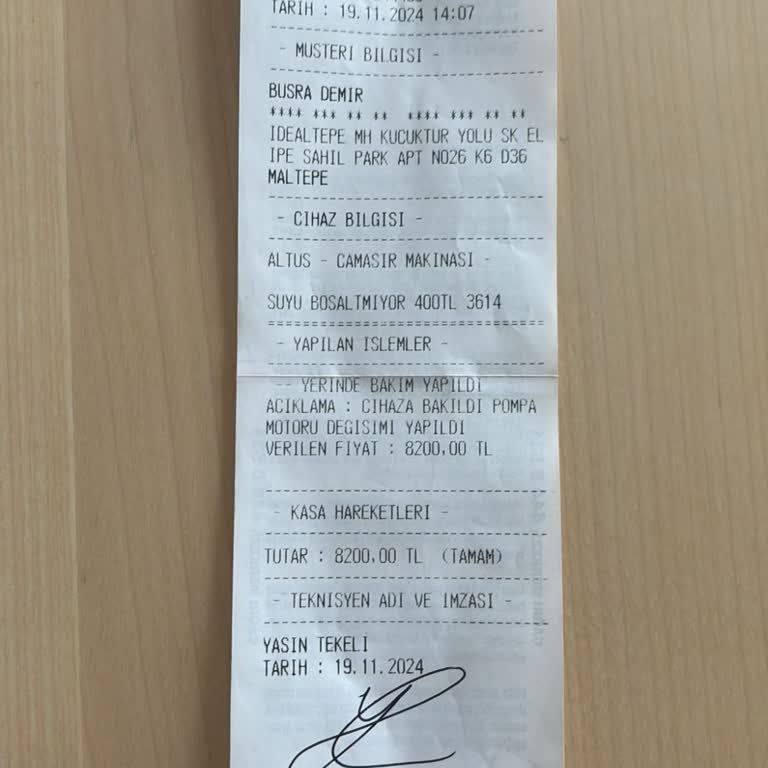 TARIH : 19.11.2024 14:07
- MUSTERI BILGISI -
BUSRA DEMIR
**** *** ** ** **** *** ** **
IDEALTEPE MH KUCUKTUR YOLU SK EL
IPE SAHIL PARK APT NO26 K6 D36
MALTEPE
- CIHAZ BILGISI -
ALTUS - CAMASIR MAKINASI -
SUYU BOSALTMIYOR 400TL 3614
- YAPILAN ISLEMLER -
-- YERINDE BAKIM YAPILDI
ACIKLAMA : CIHAZA BAKILDI POMPA
MOTORU DEGISIMI YAPILDI
VERILEN FIYAT : 8200,00 TL
- KASA HAREKETLERI -
TUTAR : 8200,00 TL (TAMAM)
- TEKNISYEN ADI VE IMZASI -
YASIN TEKELI
TARIH : 19.11.2024